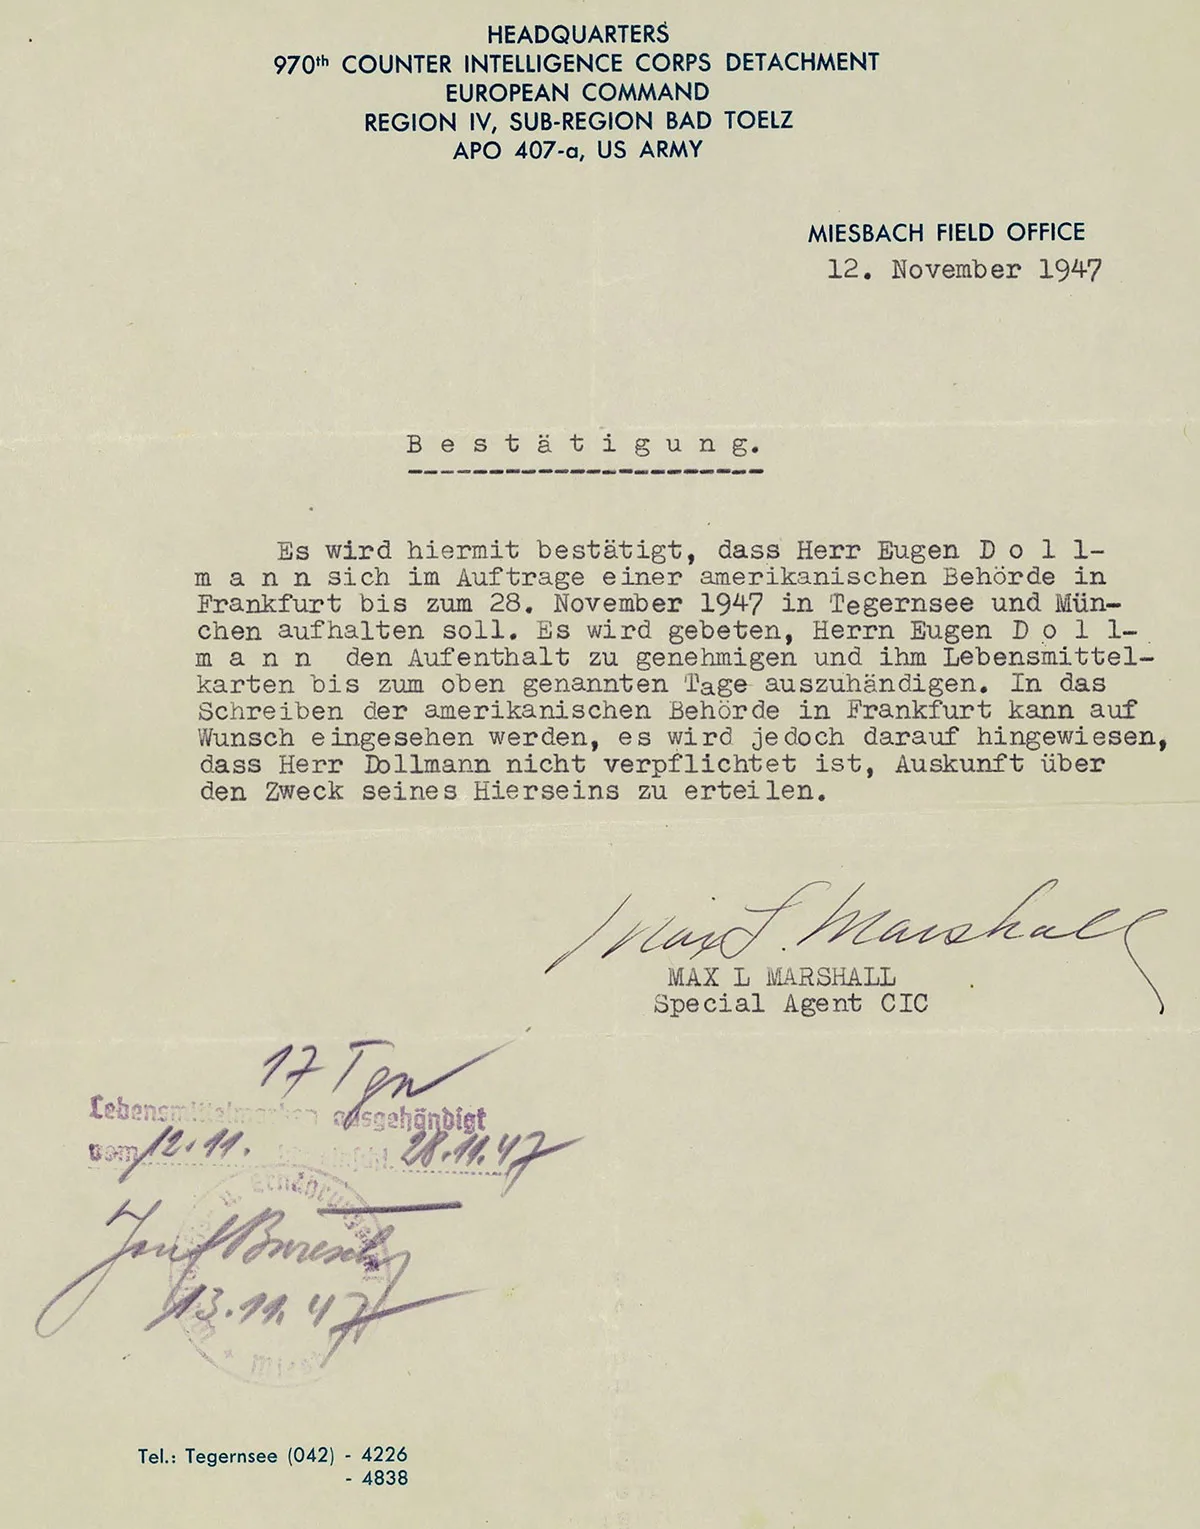 HEADQUARTERS
970th COUNTER INTELLIGENCE CORPS DETACHMENT
EUROPEAN COMMAND
REGION IV, SUB-REGION BAD TOELZ
APO 407-a, US ARMY
MIESBACH FIELD OFFICE
12. November 1947
B e s t ä t i g u n g.
Es wird hiermit bestätigt, dass Herr Eugen D o l l-
m a n n sich im Auftrage einer amerikanischen Behörde in
Frankfurt bis zum 28. November 1947 in Tegernsee und Mün-
chen aufhalten soll. Es wird gebeten, Herrn Eugen D o l l-
m a n n den Aufenthalt zu genehmigen und ihm Lebensmittel-
karten bis zum oben genannten Tage auszuhändigen. In das
Schreiben der amerikanischen Behörde in Frankfurt kann auf
Wunsch eingesehen werden, es wird jedoch darauf hingewiesen,
dass Herr Dollmann nicht verpflichtet ist, Auskunft über
den Zweck seines Hierseins zu erteilen.
Max L. Marshall
MAX L MARSHALL
Special Agent CIC
17 Tgn
Lebensmittelmarken ausgehändigt
vom 12.11. 28.11.47
u. Ernährungsamt
13.11.47
Tel.: Tegernsee (042) - 4226
- 4838